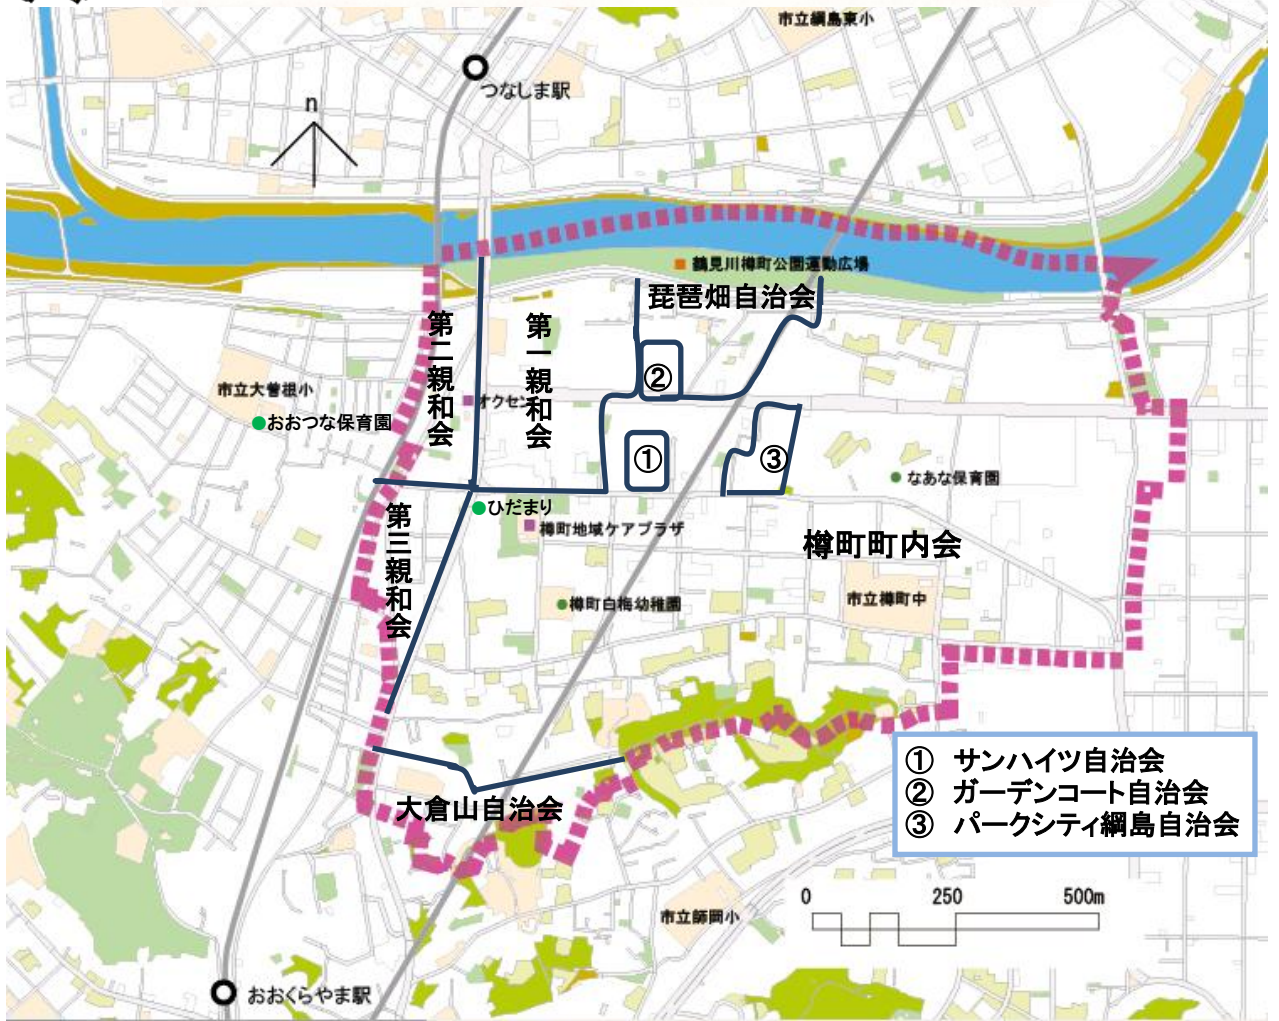 市立綱島東小
つなしま駅
n
鶴見川樽町公園運動広場
琵琶畑自治会
第二親和会
第一親和会
②
市立大曽根小
オクセン
おおつな保育園
①
③
なあな保育園
ひだまり
第三親和会
樽町地域ケアプラザ
樽町町内会
樽町白梅幼稚園
市立樽町中
① サンハイツ自治会
② ガーデンコート自治会
③ パークシティ綱島自治会
大倉山自治会
0 250 500m
市立師岡小
おおくらやま駅